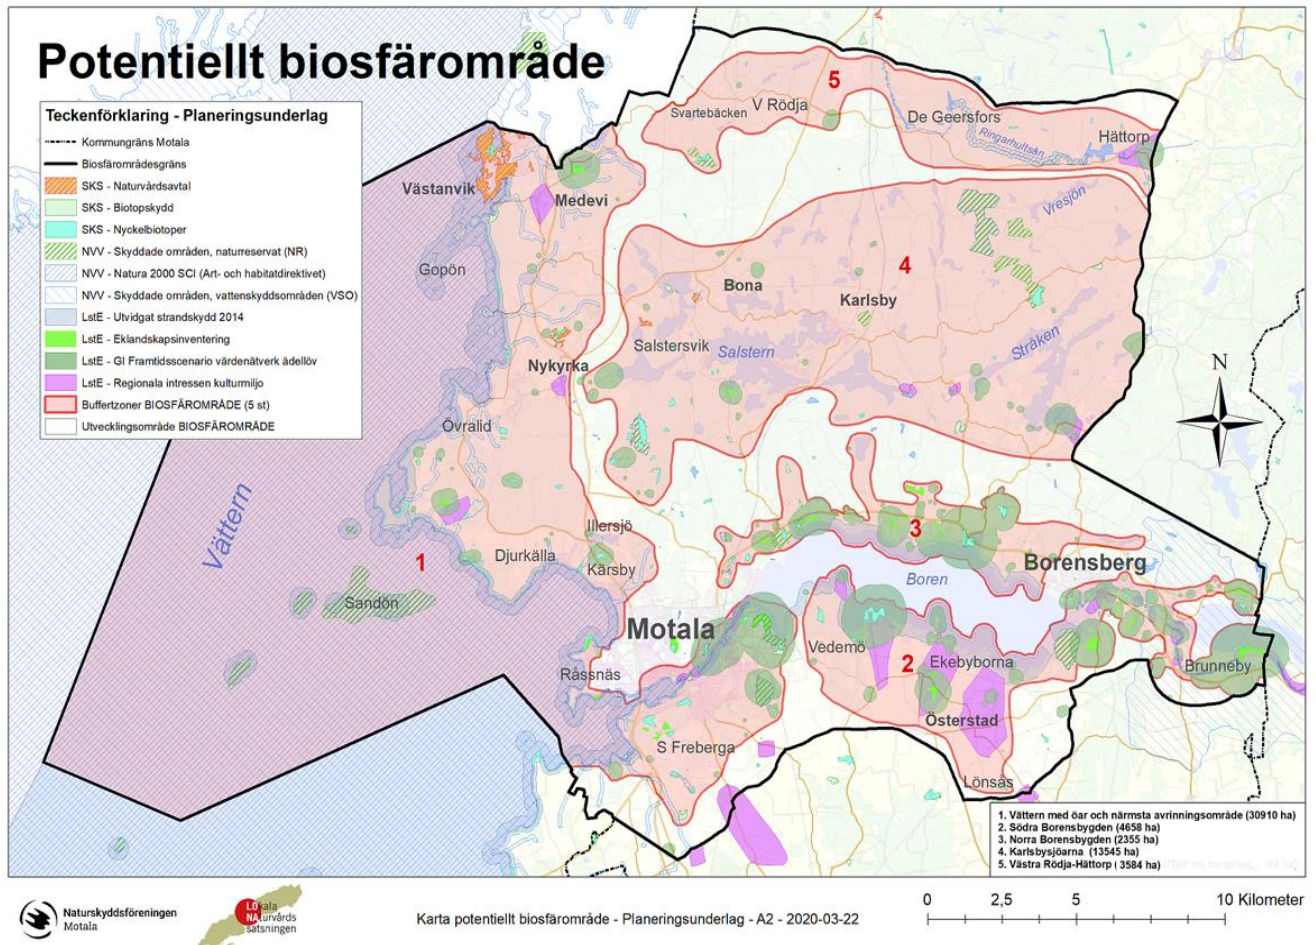 Potentiellt biosfärområde
Teckenförklaring - Planeringsunderlag
Kommungräns Motala
Biosfärområdesgräns
SKS - Naturvårdsavtal
SKS - Biotopskydd
SKS - Nyckelbiotoper
NVV - Skyddade områden, naturreservat (NR)
NVV - Natura 2000 SCI (Art- och habitatdirektivet)
NVV - Skyddade områden, vattenskyddsområden (VSO)
LstE - Utvidgat strandskydd 2014
LstE - Eklandskapsinventering
LstE - GI Framtidsscenario värdenätverk ädellöv
LstE - Regionala intressen kulturmiljo
Buffertzoner BIOSFÄROMRÅDE (5 st)
Utvecklingsområde BIOSFÄROMRÅDE
5
Svartebäcken
V Rödja
De Geersfors
Ringarhultsån
Hättorp
Västanvik
Medevi
Vresjön
Gopön
4
Bona
Karlsby
Salstersvik
Salstern
Stråken
Nykyrka
N
Övralid
Vättern
1
Illersjö
Djurkälla
Kärsby
3
Borensberg
Boren
Sandön
Motala
Vedemö
2
Ekebyborna
Brunneby
Råssnäs
Österstad
S Freberga
Lönsås
1. Vättern med öar och närmsta avrinningsområde (30910 ha)
2. Södra Borensbygden (4658 ha)
3. Norra Borensbygden (2355 ha)
4. Karlsbysjöarna (13545 ha)
5. Västra Rödja-Hättorp ( 3584 ha)
Naturskyddsföreningen
Motala
LOkala
NAturvårds
satsningen
Karta potentiellt biosfärområde - Planeringsunderlag - A2 - 2020-03-22
0 2,5 5 10 Kilometer